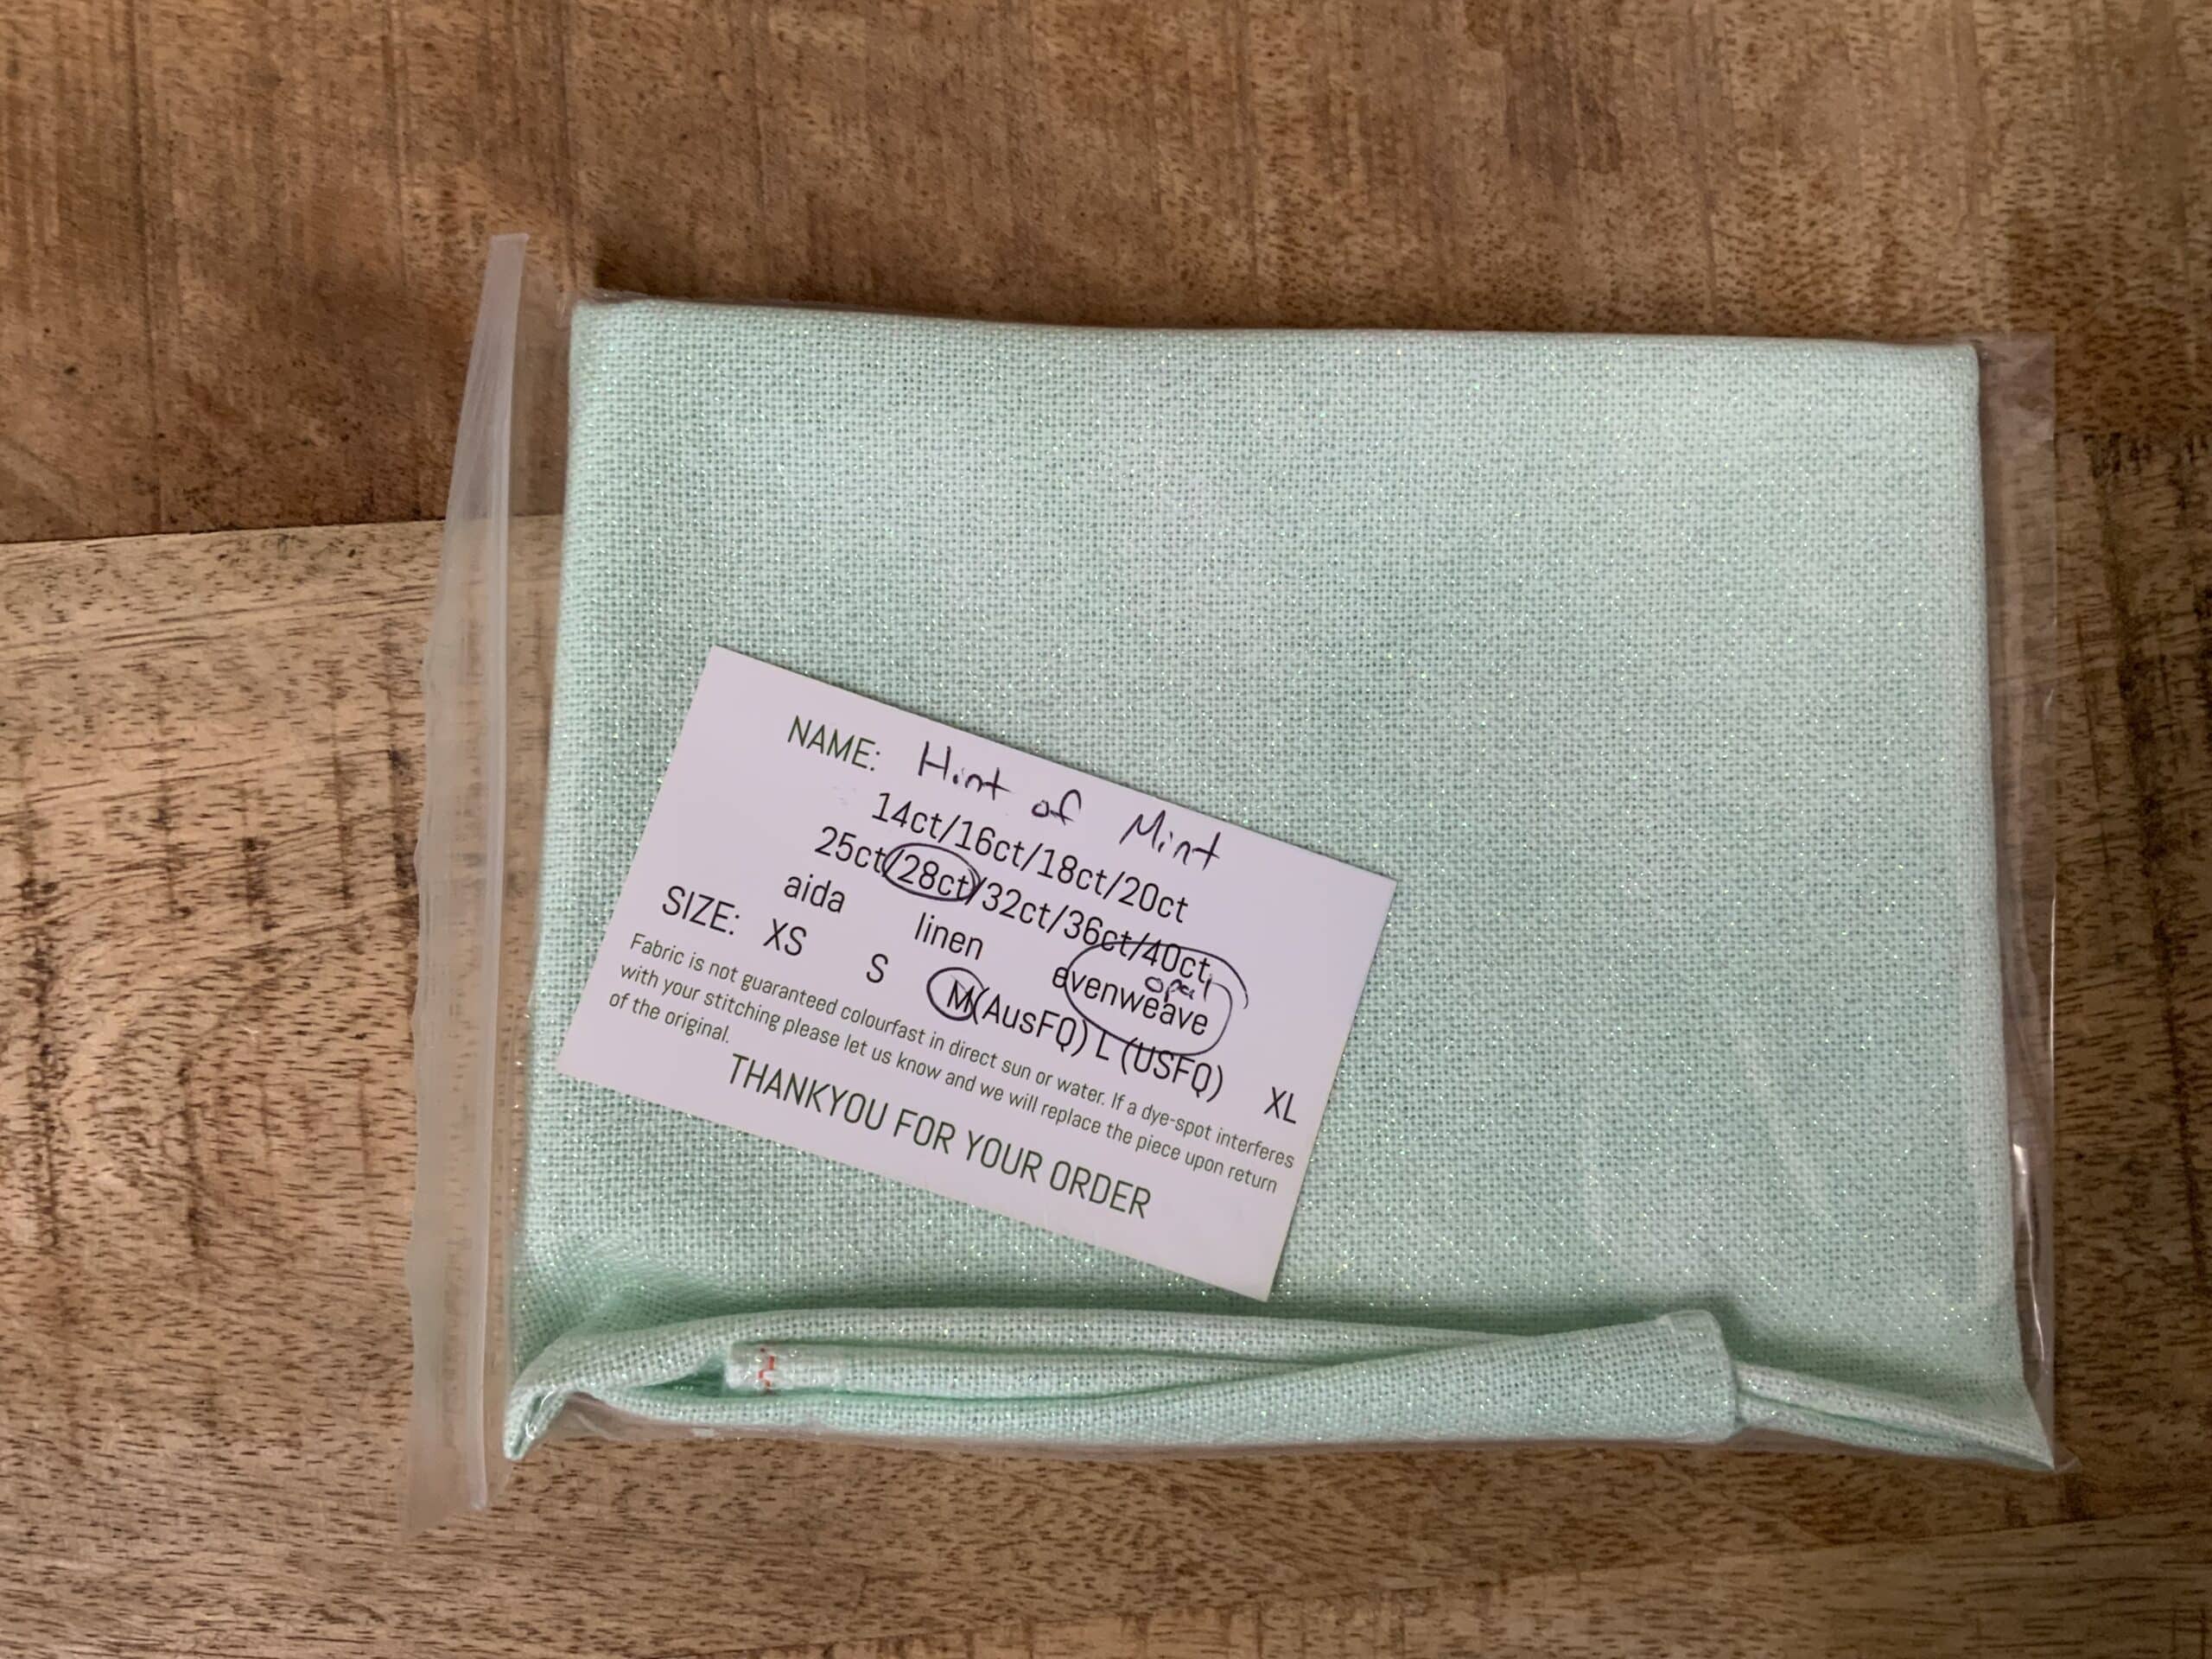 NAME: Hint of Mint
14ct/16ct/18ct/20ct
25ct/28ct/32ct/36ct/40ct
aida linen evenweave
opal
SIZE: XS S M(AusFQ) L (USFQ) XL
Fabric is not guaranteed colourfast in direct sun or water. If a dye-spot interferes
with your stitching please let us know and we will replace the piece upon return
of the original.
THANKYOU FOR YOUR ORDER